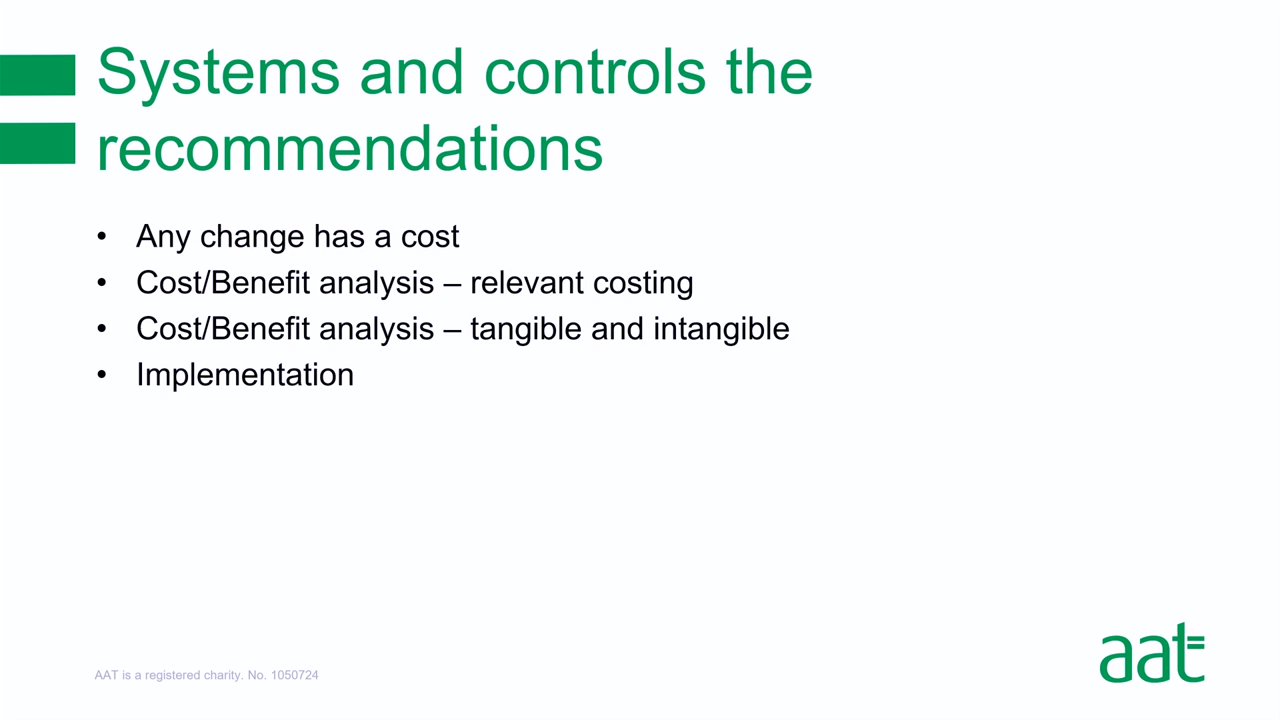 Systems and controls the
recommendations
• Any change has a cost
• Cost/Benefit analysis – relevant costing
• Cost/Benefit analysis – tangible and intangible
• Implementation
AAT is a registered charity. No. 1050724
aat